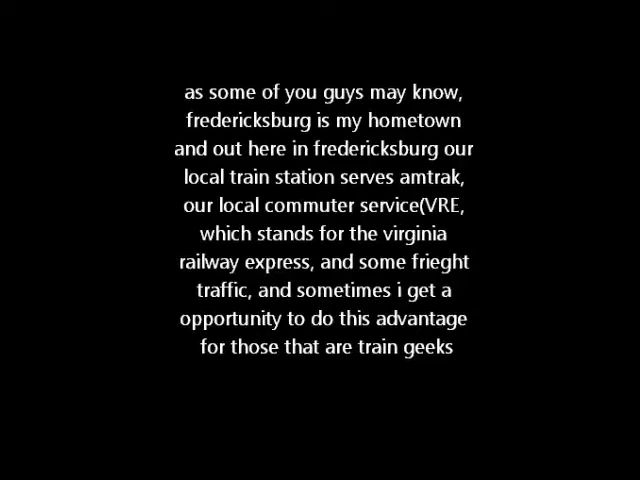 as some of you guys may know,
fredericksburg is my hometown
and out here in fredericksburg our
local train station serves amtrak,
our local commuter service(VRE,
which stands for the virginia
railway express, and some frieght
traffic, and sometimes i get a
opportunity to do this advantage
for those that are train geeks